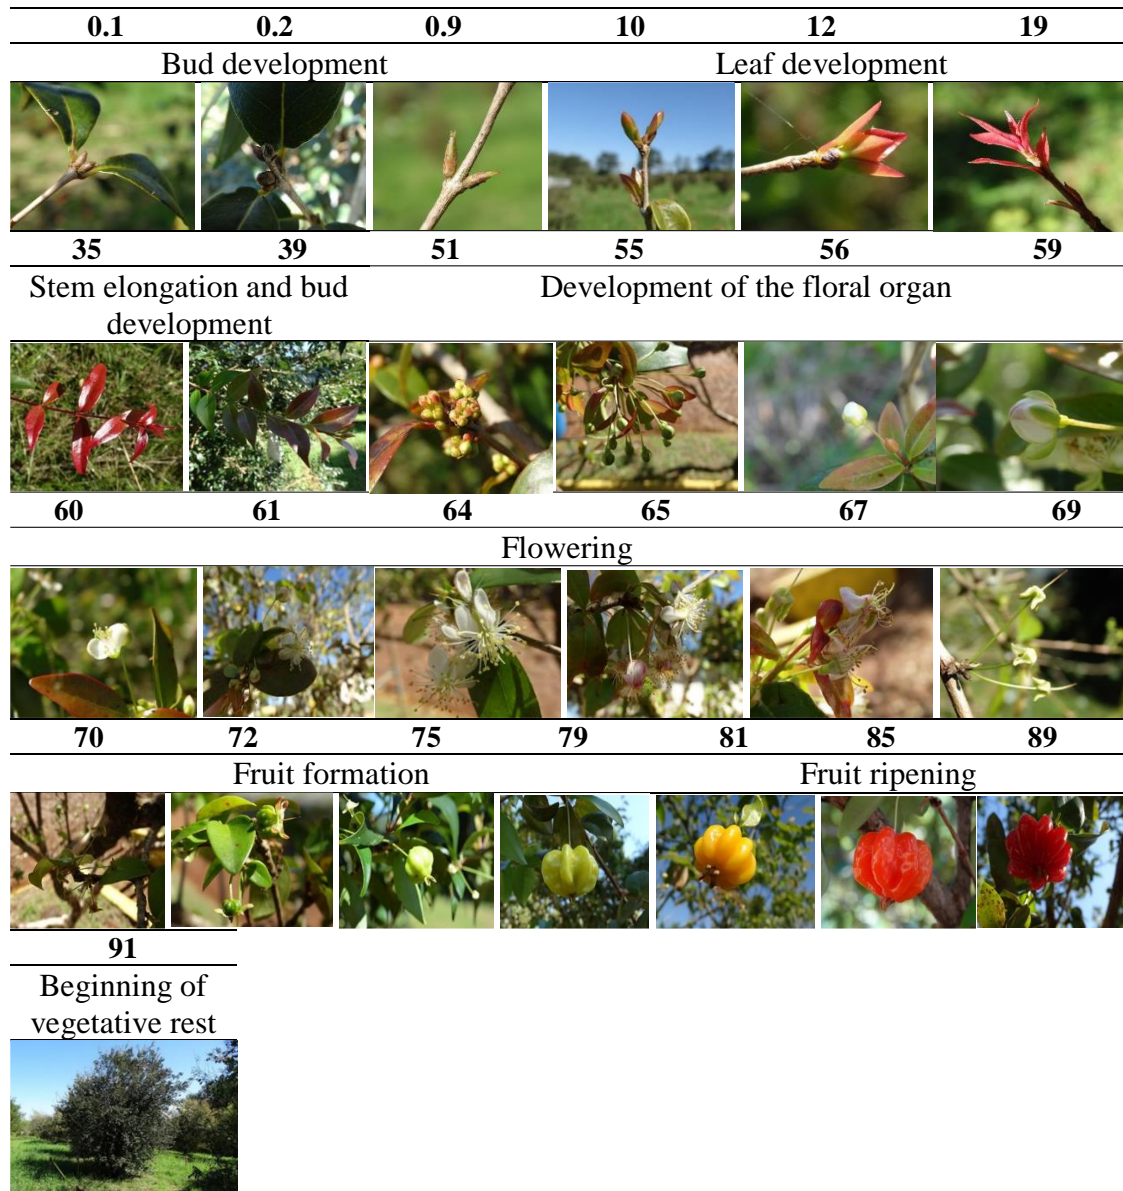 0.1 0.2 0.9 10 12 19
Bud development Leaf development
35 39 51 55 56 59
Stem elongation and bud
development
Development of the floral organ
60 61 64 65 67 69
Flowering
70 72 75 79 81 85 89
Fruit formation Fruit ripening
91
Beginning of
vegetative rest